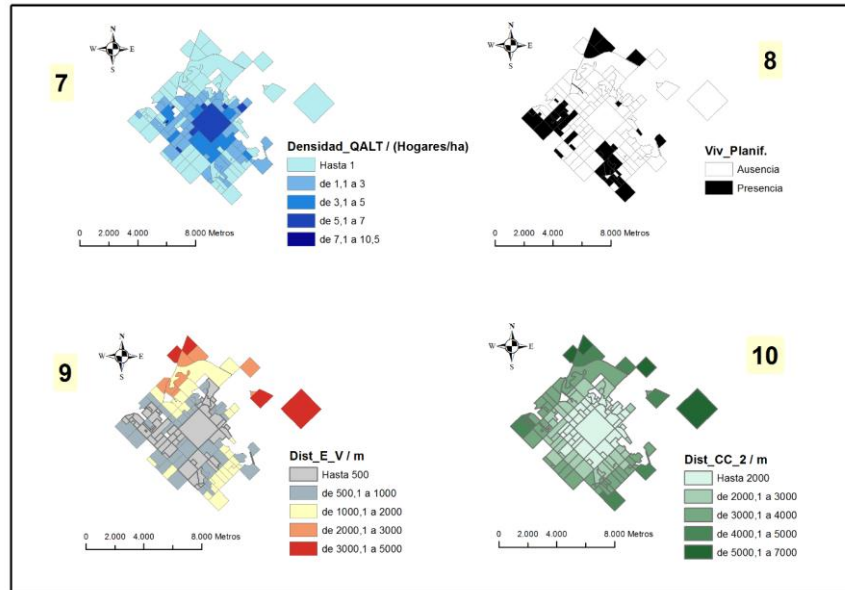 7
N
W E
S
Densidad_QALT / (Hogares/ha)
Hasta 1
de 1,1 a 3
de 3,1 a 5
de 5,1 a 7
de 7,1 a 10,5
0 2.000 4.000 8.000 Metros
8
N
W E
S
Viv_Planif.
Ausencia
Presencia
0 2.000 4.000 8.000 Metros
9
N
W E
S
Dist_E_V / m
Hasta 500
de 500,1 a 1000
de 1000,1 a 2000
de 2000,1 a 3000
de 3000,1 a 5000
0 2.000 4.000 8.000 Metros
10
N
W E
S
Dist_CC_2 / m
Hasta 2000
de 2000,1 a 3000
de 3000,1 a 4000
de 4000,1 a 5000
de 5000,1 a 7000
0 2.000 4.000 8.000 Metros